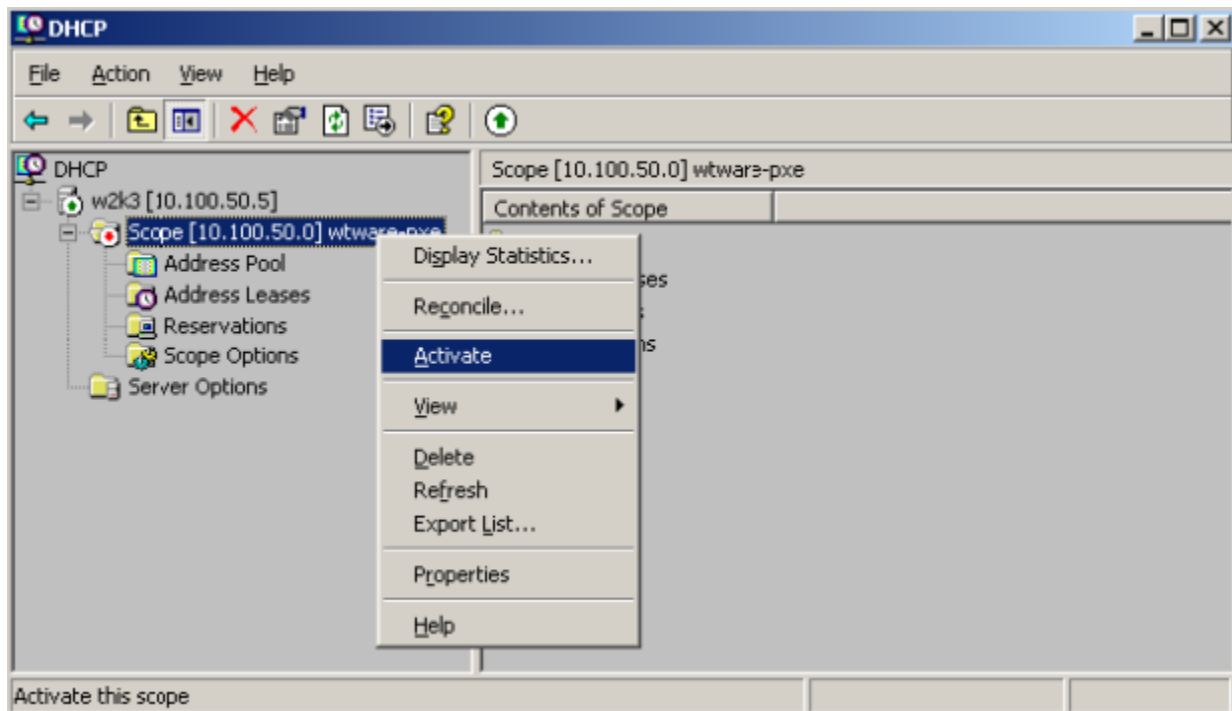 DHCP
File Action View Help
DHCP
w2k3 [10.100.50.5]
Scope [10.100.50.0] wtware-pxe
Address Pool
Address Leases
Reservations
Scope Options
Server Options
Scope [10.100.50.0] wtware-pxe
Contents of Scope
ses
ns
Display Statistics...
Reconcile...
Activate
View
Delete
Refresh
Export List...
Properties
Help
Activate this scope